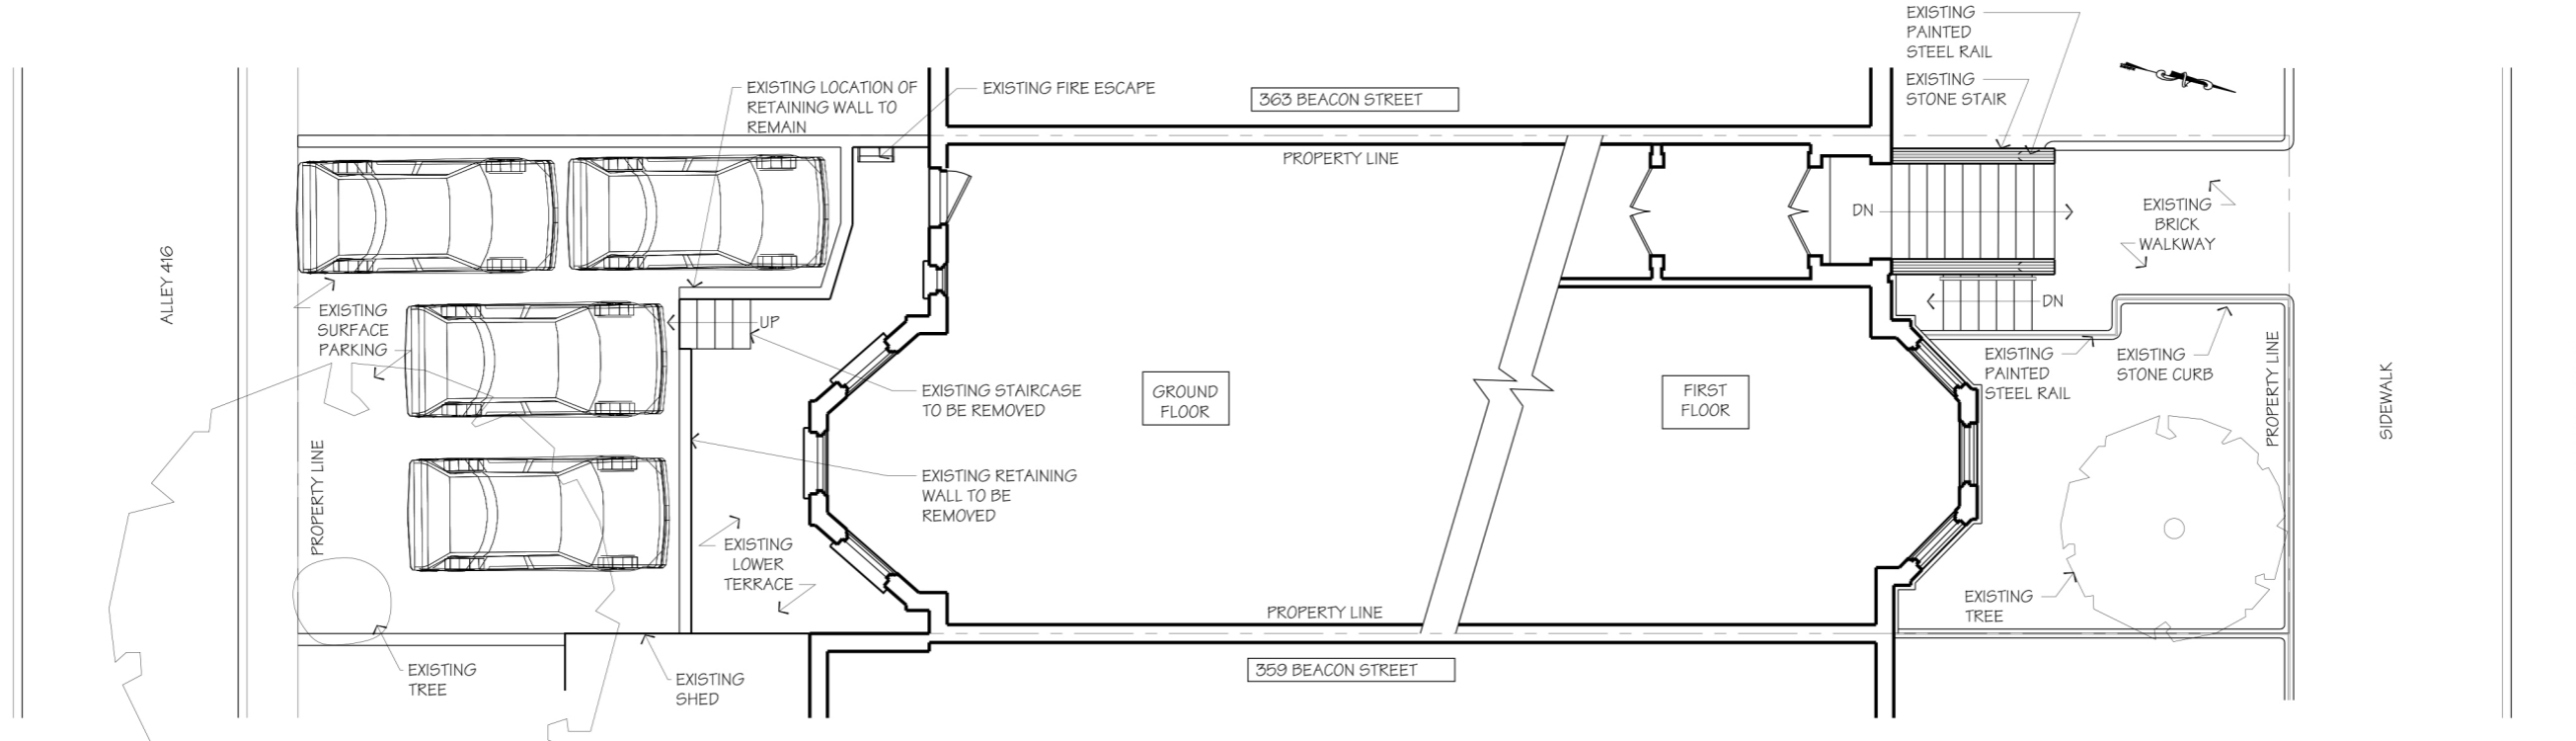 EXISTING
PAINTED
STEEL RAIL
EXISTING
STONE STAIR
EXISTING LOCATION OF
RETAINING WALL TO
REMAIN
EXISTING FIRE ESCAPE
363 BEACON STREET
PROPERTY LINE
DN
EXISTING
BRICK
WALKWAY
ALLEY 416
EXISTING
SURFACE
PARKING
UP
DN
EXISTING
PAINTED
STEEL RAIL
EXISTING
STONE CURB
PROPERTY LINE
SIDEWALK
EXISTING STAIRCASE
TO BE REMOVED
GROUND
FLOOR
FIRST
FLOOR
PROPERTY LINE
EXISTING RETAINING
WALL TO BE
REMOVED
EXISTING
LOWER
TERRACE
EXISTING
TREE
PROPERTY LINE
359 BEACON STREET
EXISTING
TREE
EXISTING
SHED